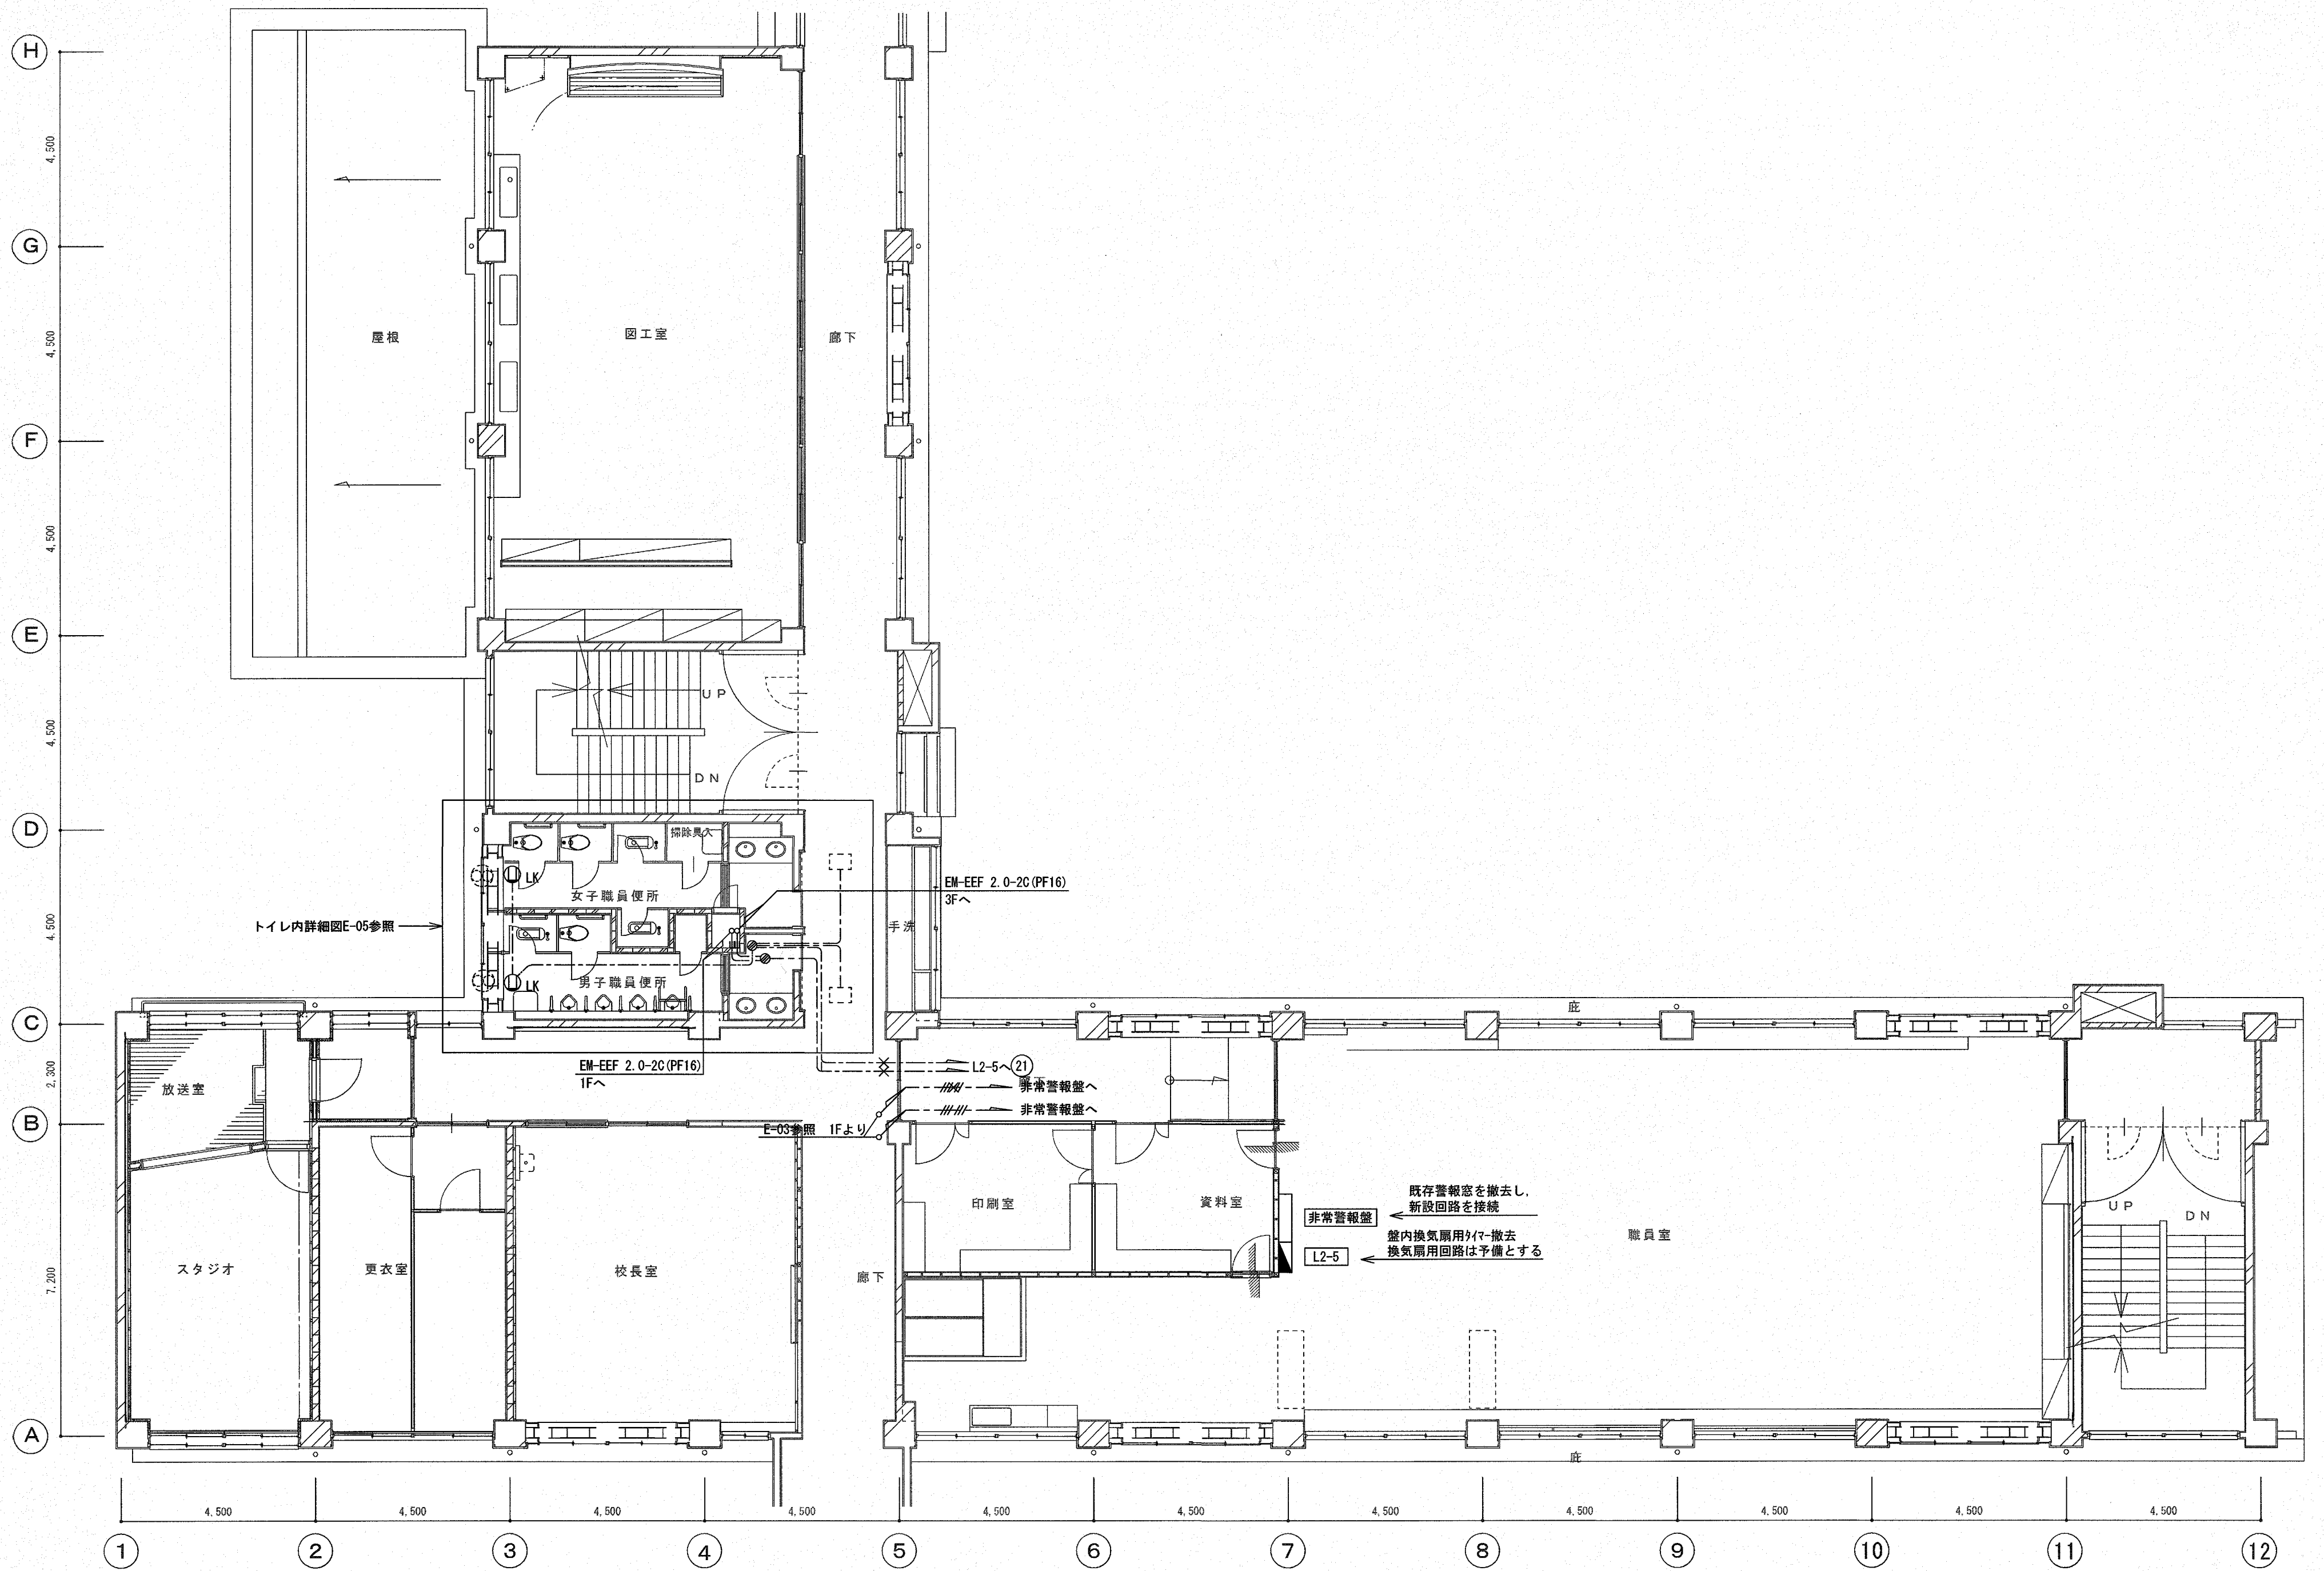 H
4,500
屋根
図工室
廊下
G
4,500
F
4,500
E
4,500
UP
DN
D
掃除具入
LK
女子職員便所
EM-EEF 2.0-2C(PF16)
3Fへ
トイレ内詳細図E-05参照
4,500
手洗
男子職員便所
LK
C
庇
EM-EEF 2.0-2C(PF16)
1Fへ
L2-5へ 21
2,300
放送室
非常警報盤へ
非常警報盤へ
B
E-03参照 1Fより
印刷室
資料室
非常警報盤
既存警報窓を撤去し,
新設回路を接続
L2-5
盤内換気扇用ﾀｲﾏｰ撤去
換気扇用回路は予備とする
職員室
UP
DN
7,200
スタジオ
更衣室
校長室
廊下
A
庇
4,500 4,500 4,500 4,500 4,500 4,500 4,500 4,500 4,500 4,500 4,500
1 2 3 4 5 6 7 8 9 10 11 12